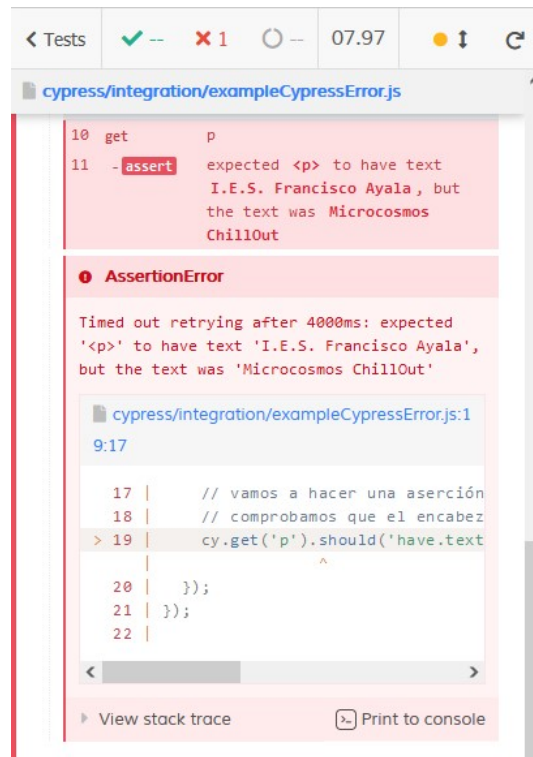 < Tests ✔ -- ✖ 1 -- 07.97
cypress/integration/exampleCypressError.js
10 get p
11 - assert expected <p> to have text
I.E.S. Francisco Ayala , but
the text was Microcosmos
ChillOut
AssertionError
Timed out retrying after 4000ms: expected
'<p>' to have text 'I.E.S. Francisco Ayala',
but the text was 'Microcosmos ChillOut'
cypress/integration/exampleCypressError.js:1
9:17
17 | // vamos a hacer una aserción
18 | // comprobamos que el encabez
> 19 | cy.get('p').should('have.text
| ^
20 | });
21 | });
22 |
View stack trace Print to console